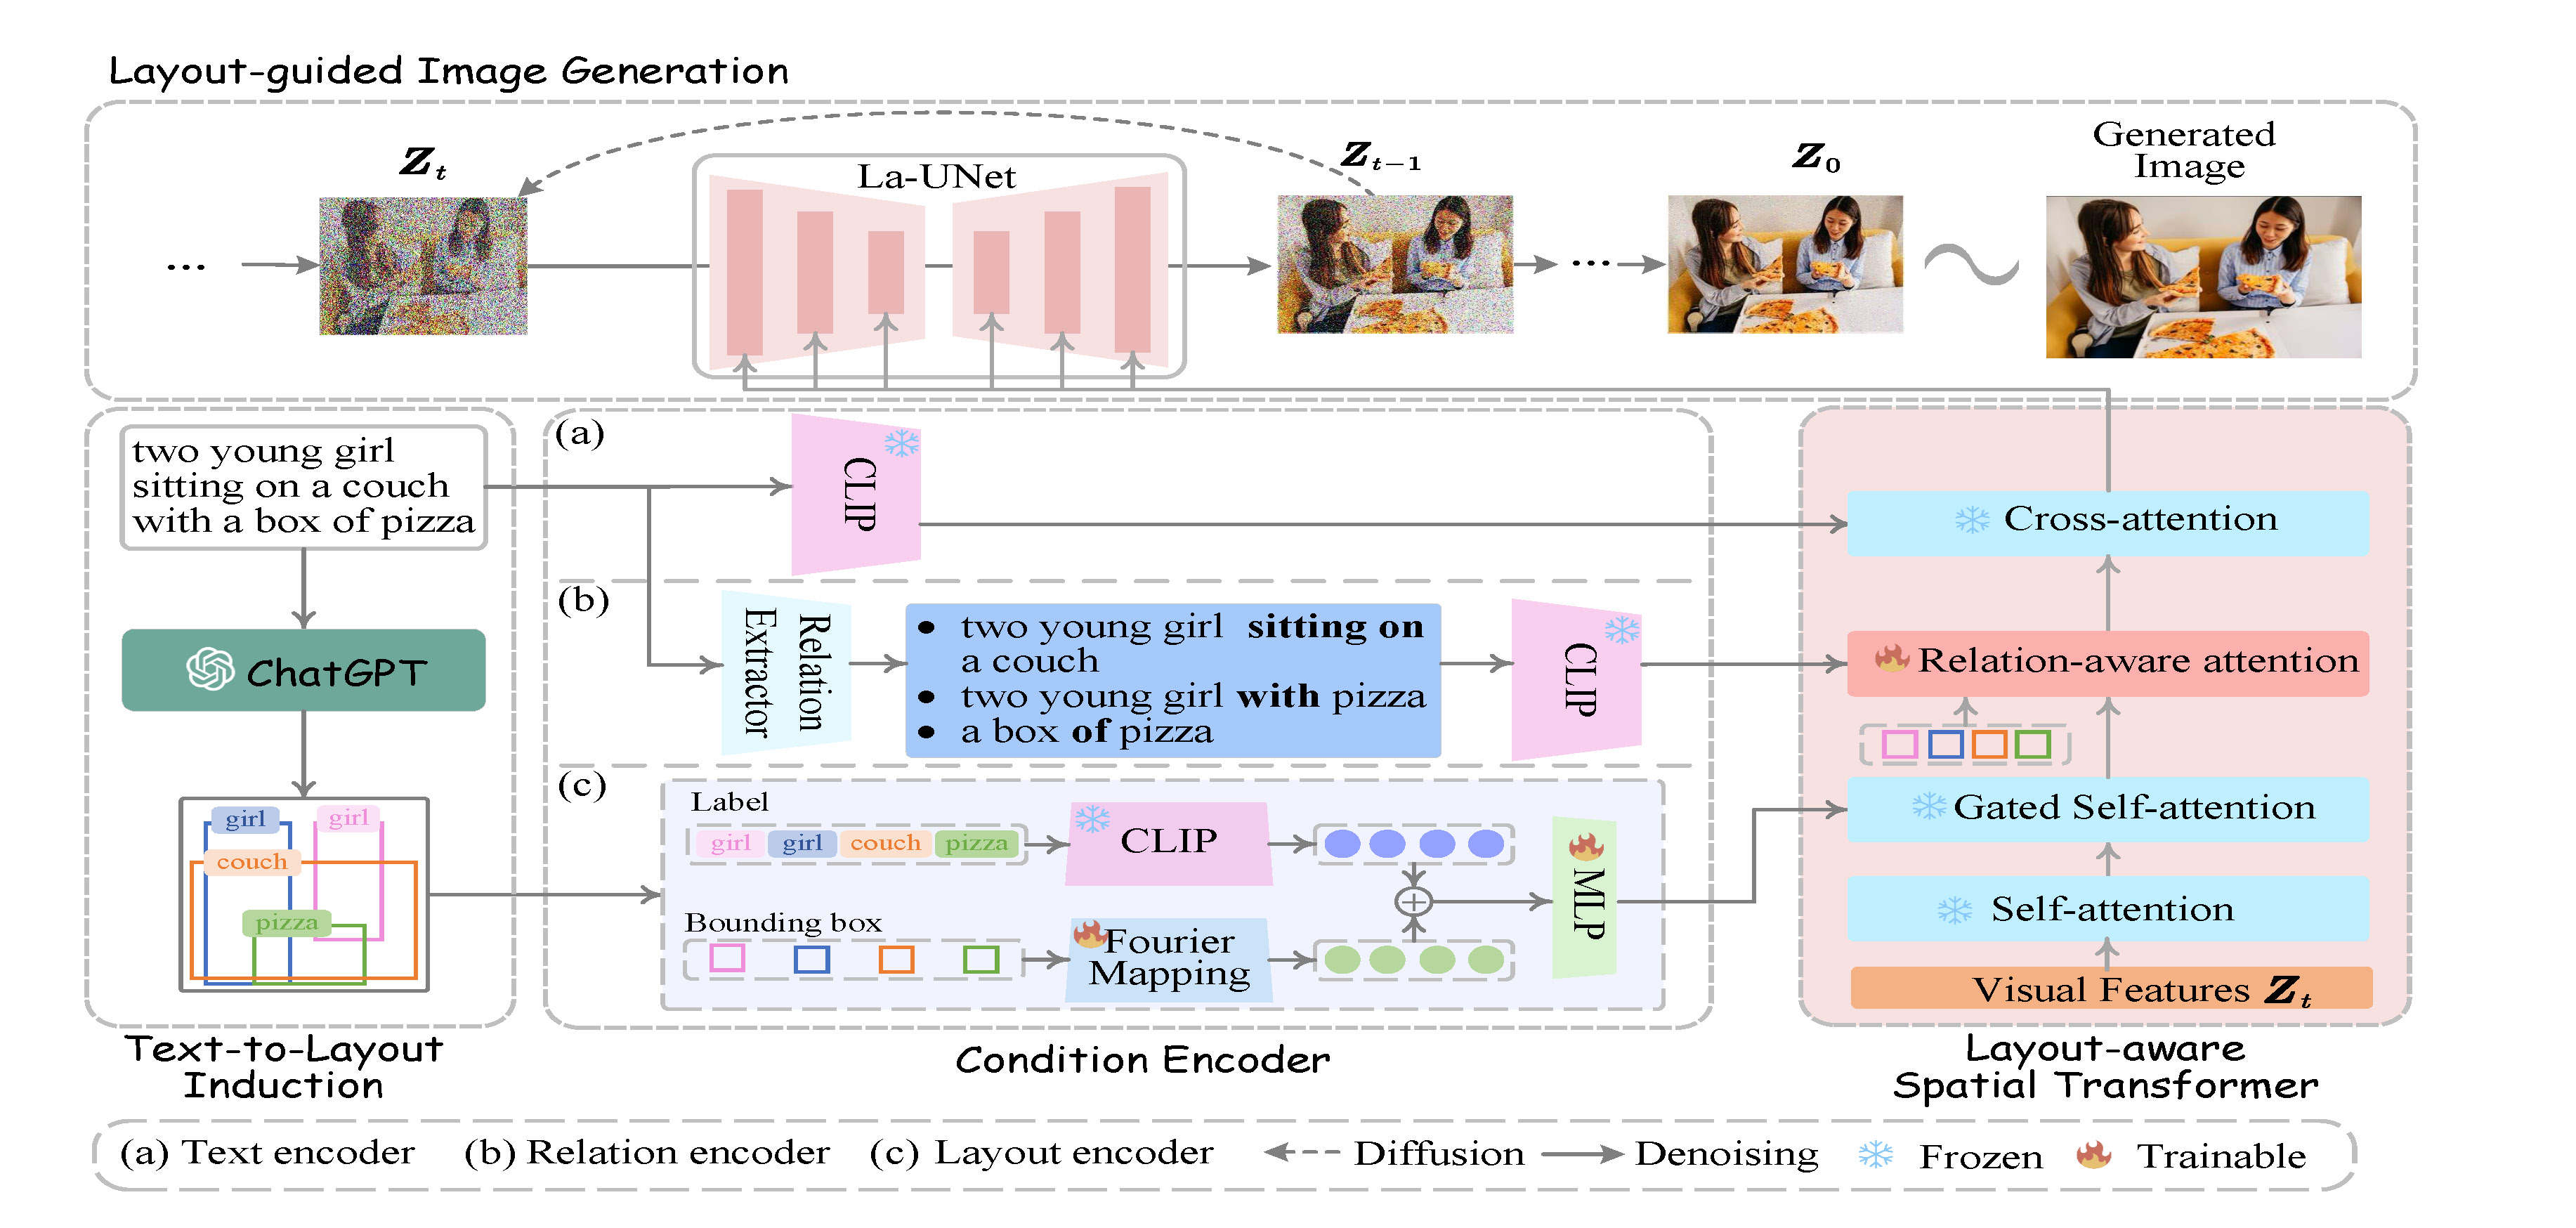 Layout-guided Image Generation
Z t
La-UNet
Z t−1
Z 0
Generated
Image
...
...
two young girl
sitting on a couch
with a box of pizza
ChatGPT
girl
girl
couch
pizza
Text-to-Layout
Induction
(a)
CLIP
(b)
Relation
Extractor
• two young girl sitting on
a couch
• two young girl with pizza
• a box of pizza
CLIP
(c)
Label
girl girl couch pizza
CLIP
Bounding box
Fourier
Mapping
MLP
Condition Encoder
Cross-attention
Relation-aware attention
Gated Self-attention
Self-attention
Visual Features Z t
Layout-aware
Spatial Transformer
(a) Text encoder (b) Relation encoder (c) Layout encoder Diffusion Denoising Frozen Trainable